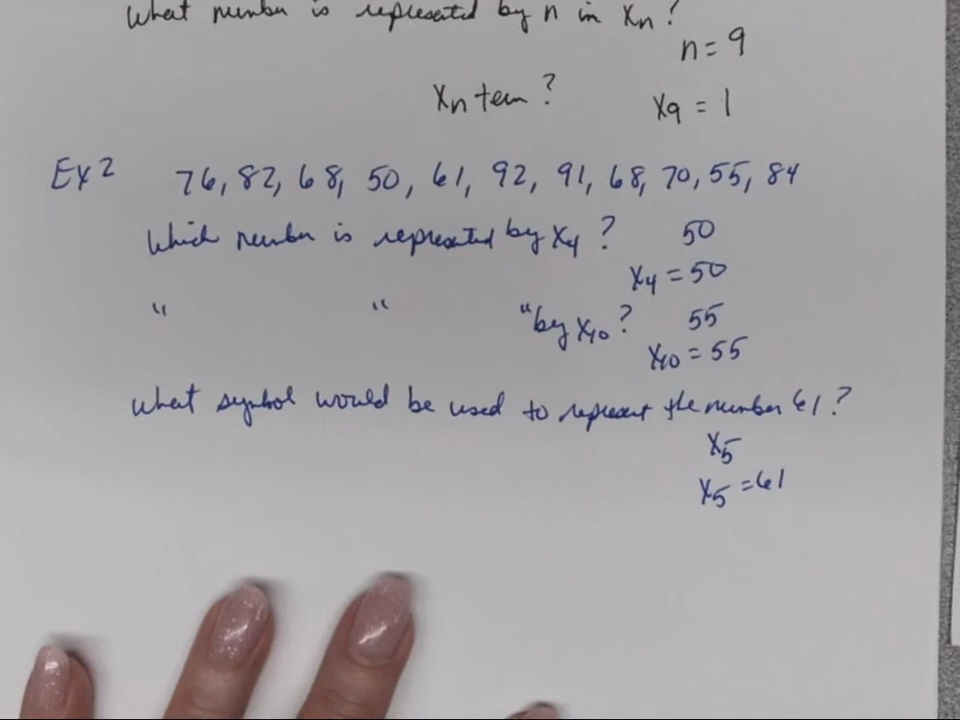 What number is represented by n in xₙ?
n = 9
xₙ term?
x₉ = 1
Ex 2 76, 82, 68, 50, 61, 92, 91, 68, 70, 55, 84
Which number is represented by x₄? 50
x₄ = 50
" " " by x₁₀? 55
x₁₀ = 55
What symbol would be used to represent the number 61?
x₅
x₅ = 61